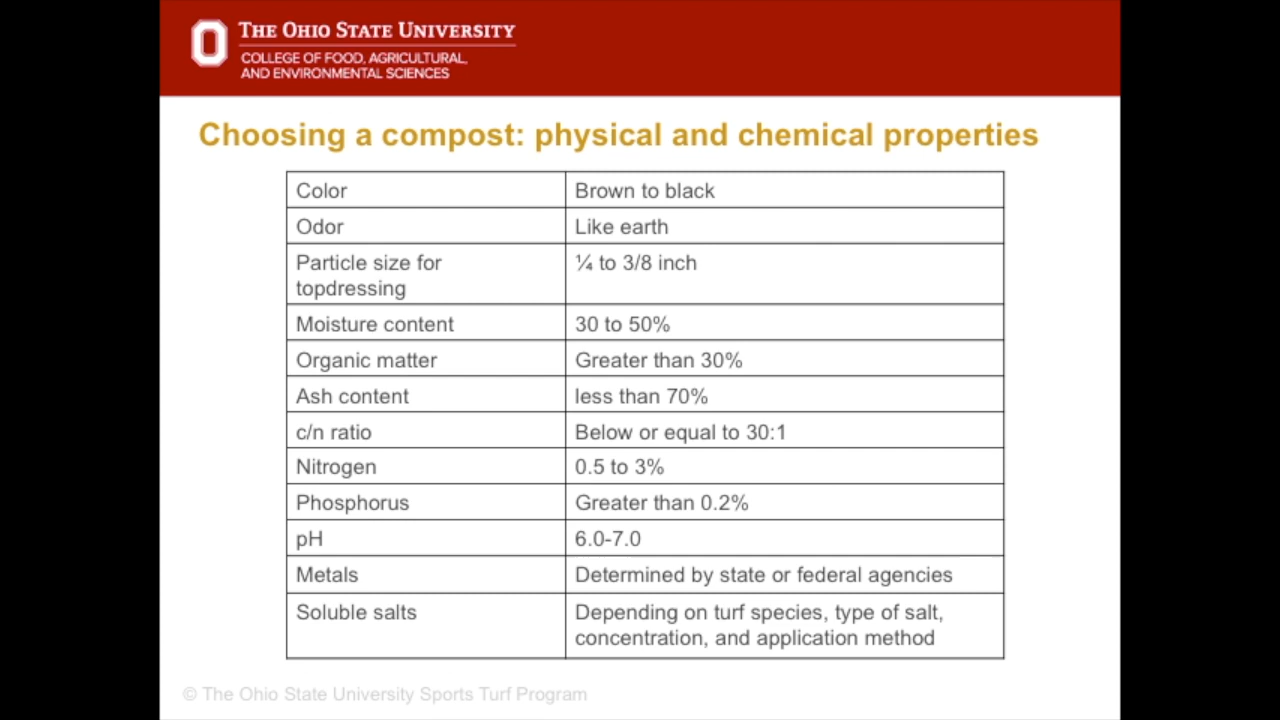 THE OHIO STATE UNIVERSITY
COLLEGE OF FOOD, AGRICULTURAL,
AND ENVIRONMENTAL SCIENCES
Choosing a compost: physical and chemical properties
Color Brown to black
Odor Like earth
Particle size for ¼ to 3/8 inch
topdressing
Moisture content 30 to 50%
Organic matter Greater than 30%
Ash content less than 70%
c/n ratio Below or equal to 30:1
Nitrogen 0.5 to 3%
Phosphorus Greater than 0.2%
pH 6.0-7.0
Metals Determined by state or federal agencies
Soluble salts Depending on turf species, type of salt,
concentration, and application method
© The Ohio State University Sports Turf Program